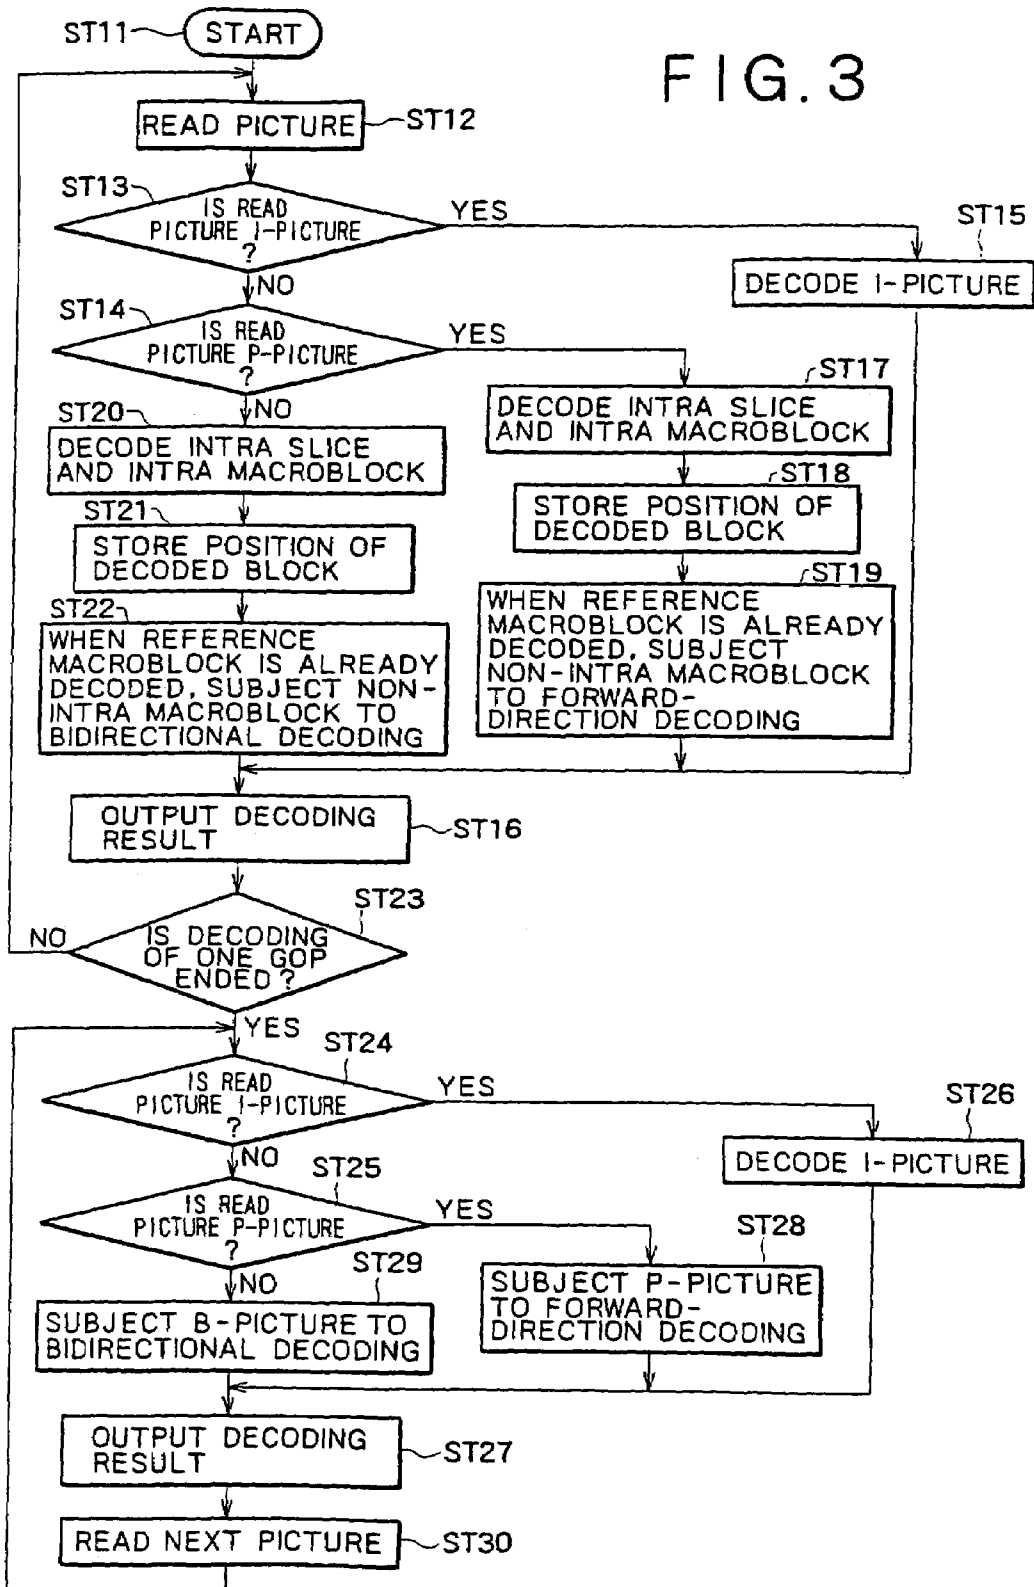 FIG. 3
ST11
START
READ PICTURE
ST12
ST13
IS READ
PICTURE I-PICTURE
?
YES
NO
ST15
DECODE I-PICTURE
ST14
IS READ
PICTURE P-PICTURE
?
YES
NO
ST17
DECODE INTRA SLICE
AND INTRA MACROBLOCK
ST18
STORE POSITION OF
DECODED BLOCK
ST19
WHEN REFERENCE
MACROBLOCK IS ALREADY
DECODED, SUBJECT
NON-INTRA MACROBLOCK
TO FORWARD-
DIRECTION DECODING
ST20
DECODE INTRA SLICE
AND INTRA MACROBLOCK
ST21
STORE POSITION OF
DECODED BLOCK
ST22
WHEN REFERENCE
MACROBLOCK IS ALREADY
DECODED, SUBJECT NON-
INTRA MACROBLOCK TO
BIDIRECTIONAL DECODING
OUTPUT DECODING
RESULT
ST16
ST23
IS DECODING
OF ONE GOP
ENDED?
NO
YES
ST24
IS READ
PICTURE I-PICTURE
?
YES
NO
ST26
DECODE I-PICTURE
ST25
IS READ
PICTURE P-PICTURE
?
YES
NO
ST28
SUBJECT P-PICTURE
TO FORWARD-
DIRECTION DECODING
ST29
SUBJECT B-PICTURE TO
BIDIRECTIONAL DECODING
OUTPUT DECODING
RESULT
ST27
READ NEXT PICTURE
ST30